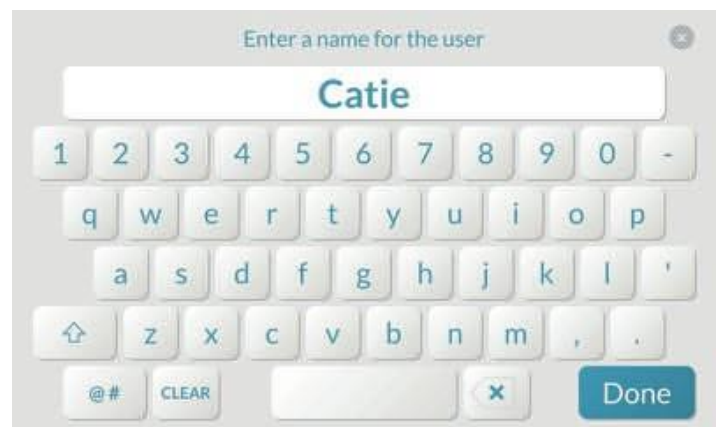 Enter a name for the user
Catie
1 2 3 4 5 6 7 8 9 0 -
q w e r t y u i o p
a s d f g h j k l '
z x c v b n m , .
@# CLEAR Done